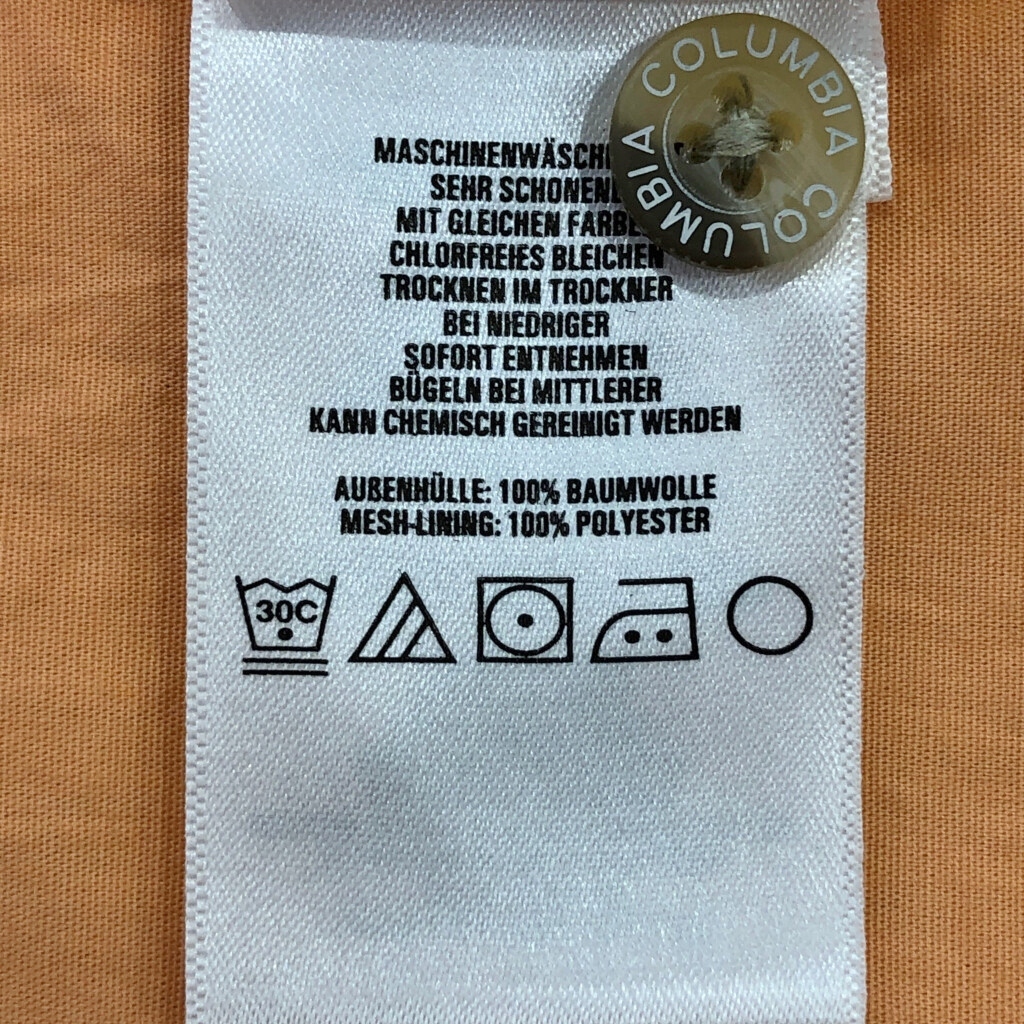 COLUMBIA COLUMBIA
MASCHINENWÄSCH
SEHR SCHONEN
MIT GLEICHEN FARBE
CHLORFREIES BLEICHEN
TROCKNEN IM TROCKNER
BEI NIEDRIGER
SOFORT ENTNEHMEN
BÜGELN BEI MITTLERER
KANN CHEMISCH GEREINIGT WERDEN
AUßENHÜLLE: 100% BAUMWOLLE
MESH-LINING: 100% POLYESTER
30C